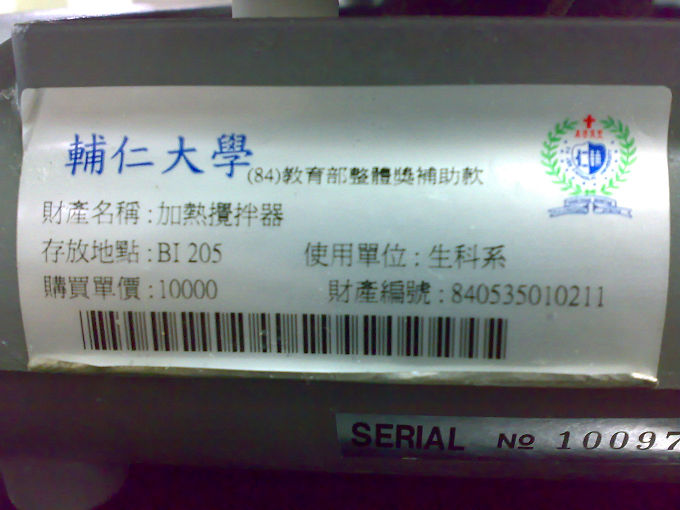 輔仁大學 (84)教育部整體獎補助款
財產名稱:加熱攪拌器
存放地點:BI 205 使用單位:生科系
購買單價:10000 財產編號:840535010211
SERIAL No 10097